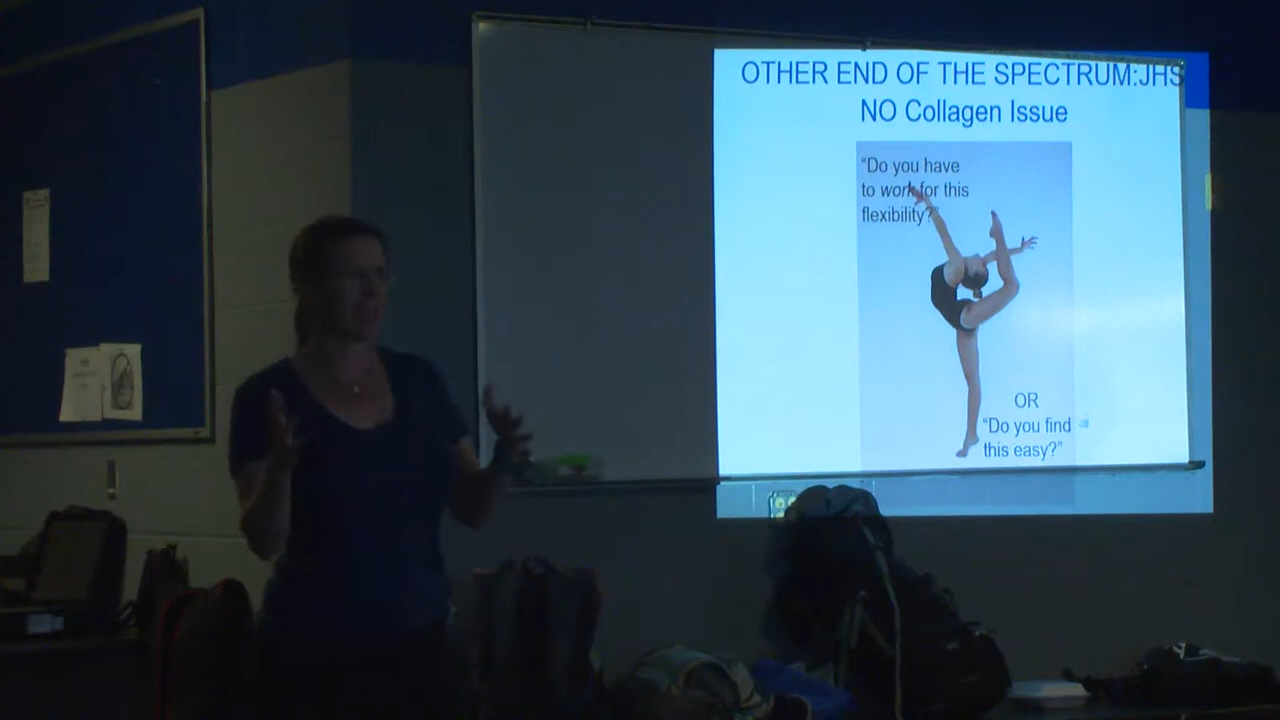 OTHER END OF THE SPECTRUM:JHS
NO Collagen Issue
“Do you have
to work for this
flexibility?”
OR
“Do you find
this easy?”